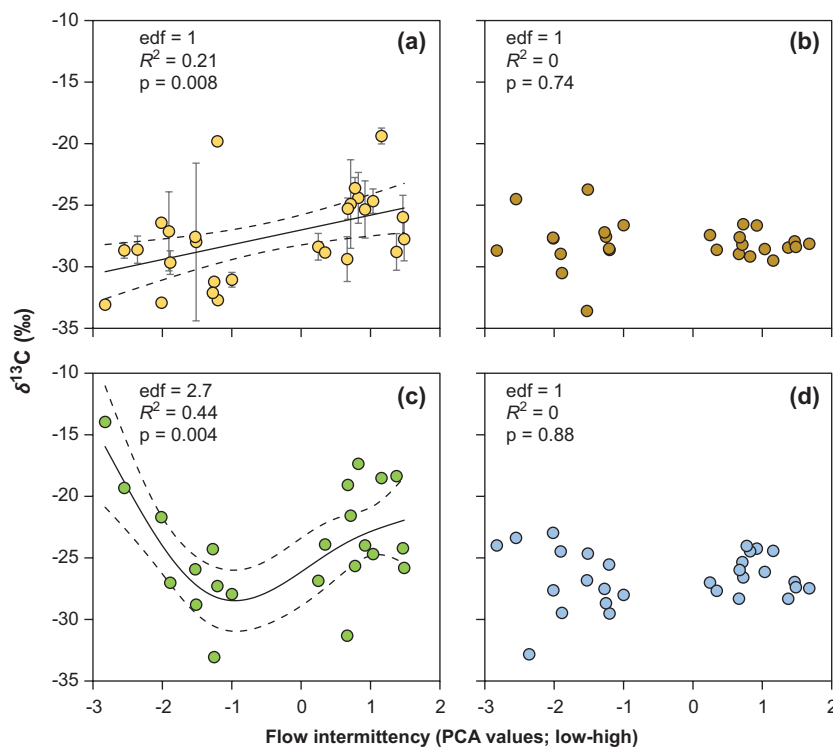 (a)
edf = 1
R² = 0.21
p = 0.008
-10
-15
-20
-25
-30
-35
(b)
edf = 1
R² = 0
p = 0.74
δ¹³C (‰)
(c)
edf = 2.7
R² = 0.44
p = 0.004
-10
-15
-20
-25
-30
-35
-3 -2 -1 0 1 2
(d)
edf = 1
R² = 0
p = 0.88
-3 -2 -1 0 1 2
Flow intermittency (PCA values; low-high)